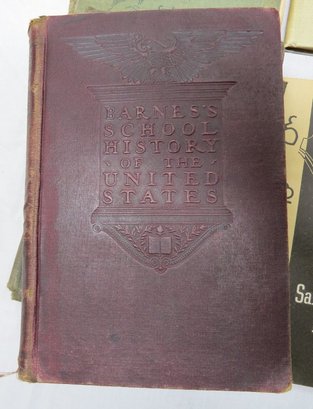 BARNES'S
SCHOOL
HISTORY
OF THE
UNITED
STATES